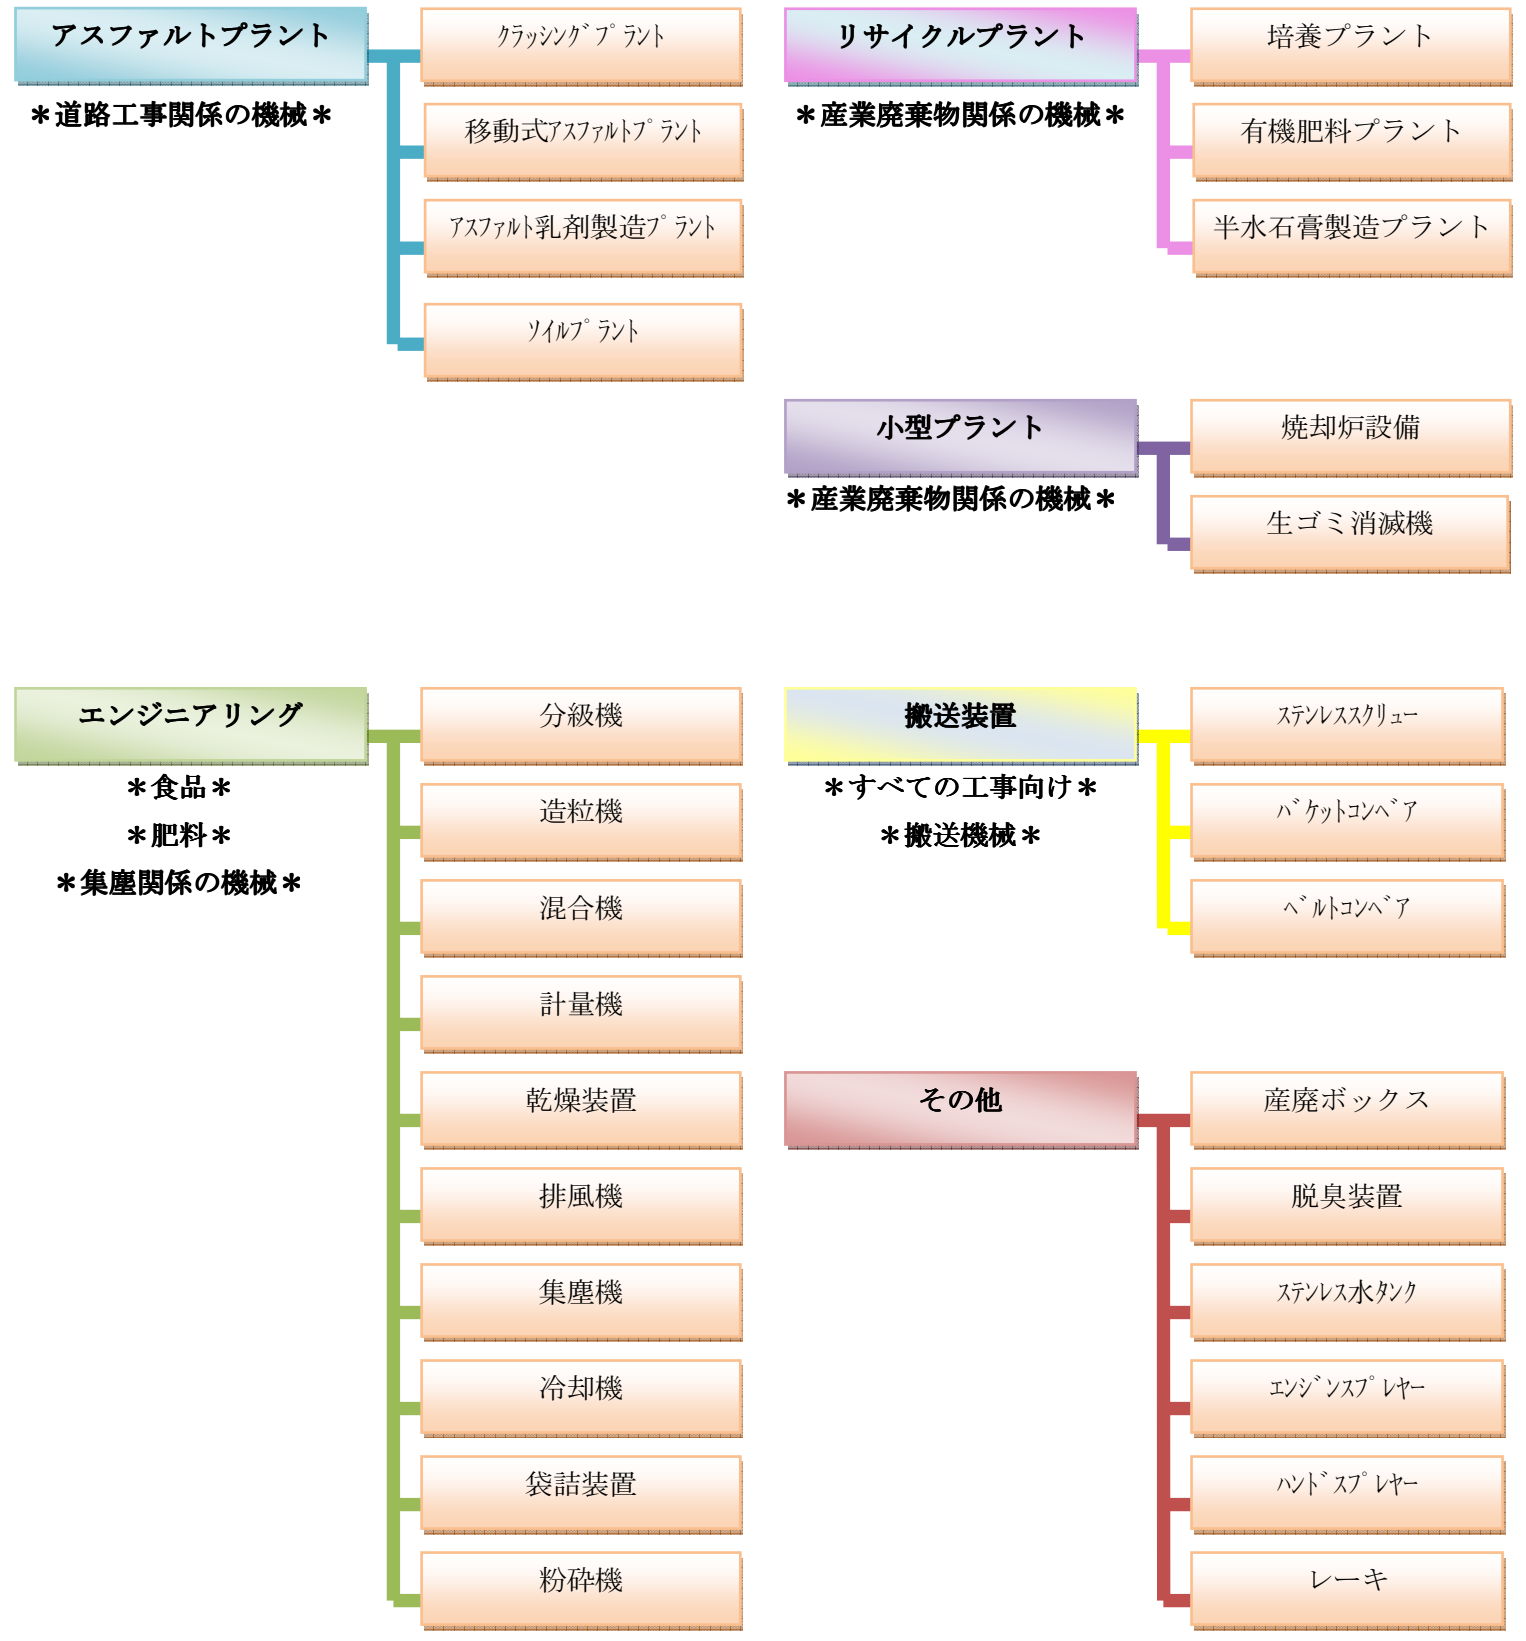 アスファルトプラント
＊道路工事関係の機械＊
ｸﾗｯｼﾝｸﾞﾌﾟﾗﾝﾄ
移動式ｱｽﾌｧﾙﾄﾌﾟﾗﾝﾄ
ｱｽﾌｧﾙﾄ乳剤製造ﾌﾟﾗﾝﾄ
ｿｲﾙﾌﾟﾗﾝﾄ
リサイクルプラント
＊産業廃棄物関係の機械＊
培養プラント
有機肥料プラント
半水石膏製造プラント
小型プラント
＊産業廃棄物関係の機械＊
焼却炉設備
生ゴミ消滅機
エンジニアリング
＊食品＊
＊肥料＊
＊集塵関係の機械＊
分級機
造粒機
混合機
計量機
乾燥装置
排風機
集塵機
冷却機
袋詰装置
粉砕機
搬送装置
＊すべての工事向け＊
＊搬送機械＊
ｽﾃﾝﾚｽｽｸﾘｭｰ
ﾊﾞｹｯﾄｺﾝﾍﾞｱ
ﾍﾞﾙﾄｺﾝﾍﾞｱ
その他
産廃ボックス
脱臭装置
ｽﾃﾝﾚｽ水ﾀﾝｸ
ｴﾝｼﾞﾝｽﾌﾟﾚﾔｰ
ﾊﾝﾄﾞｽﾌﾟﾚﾔｰ
レーキ